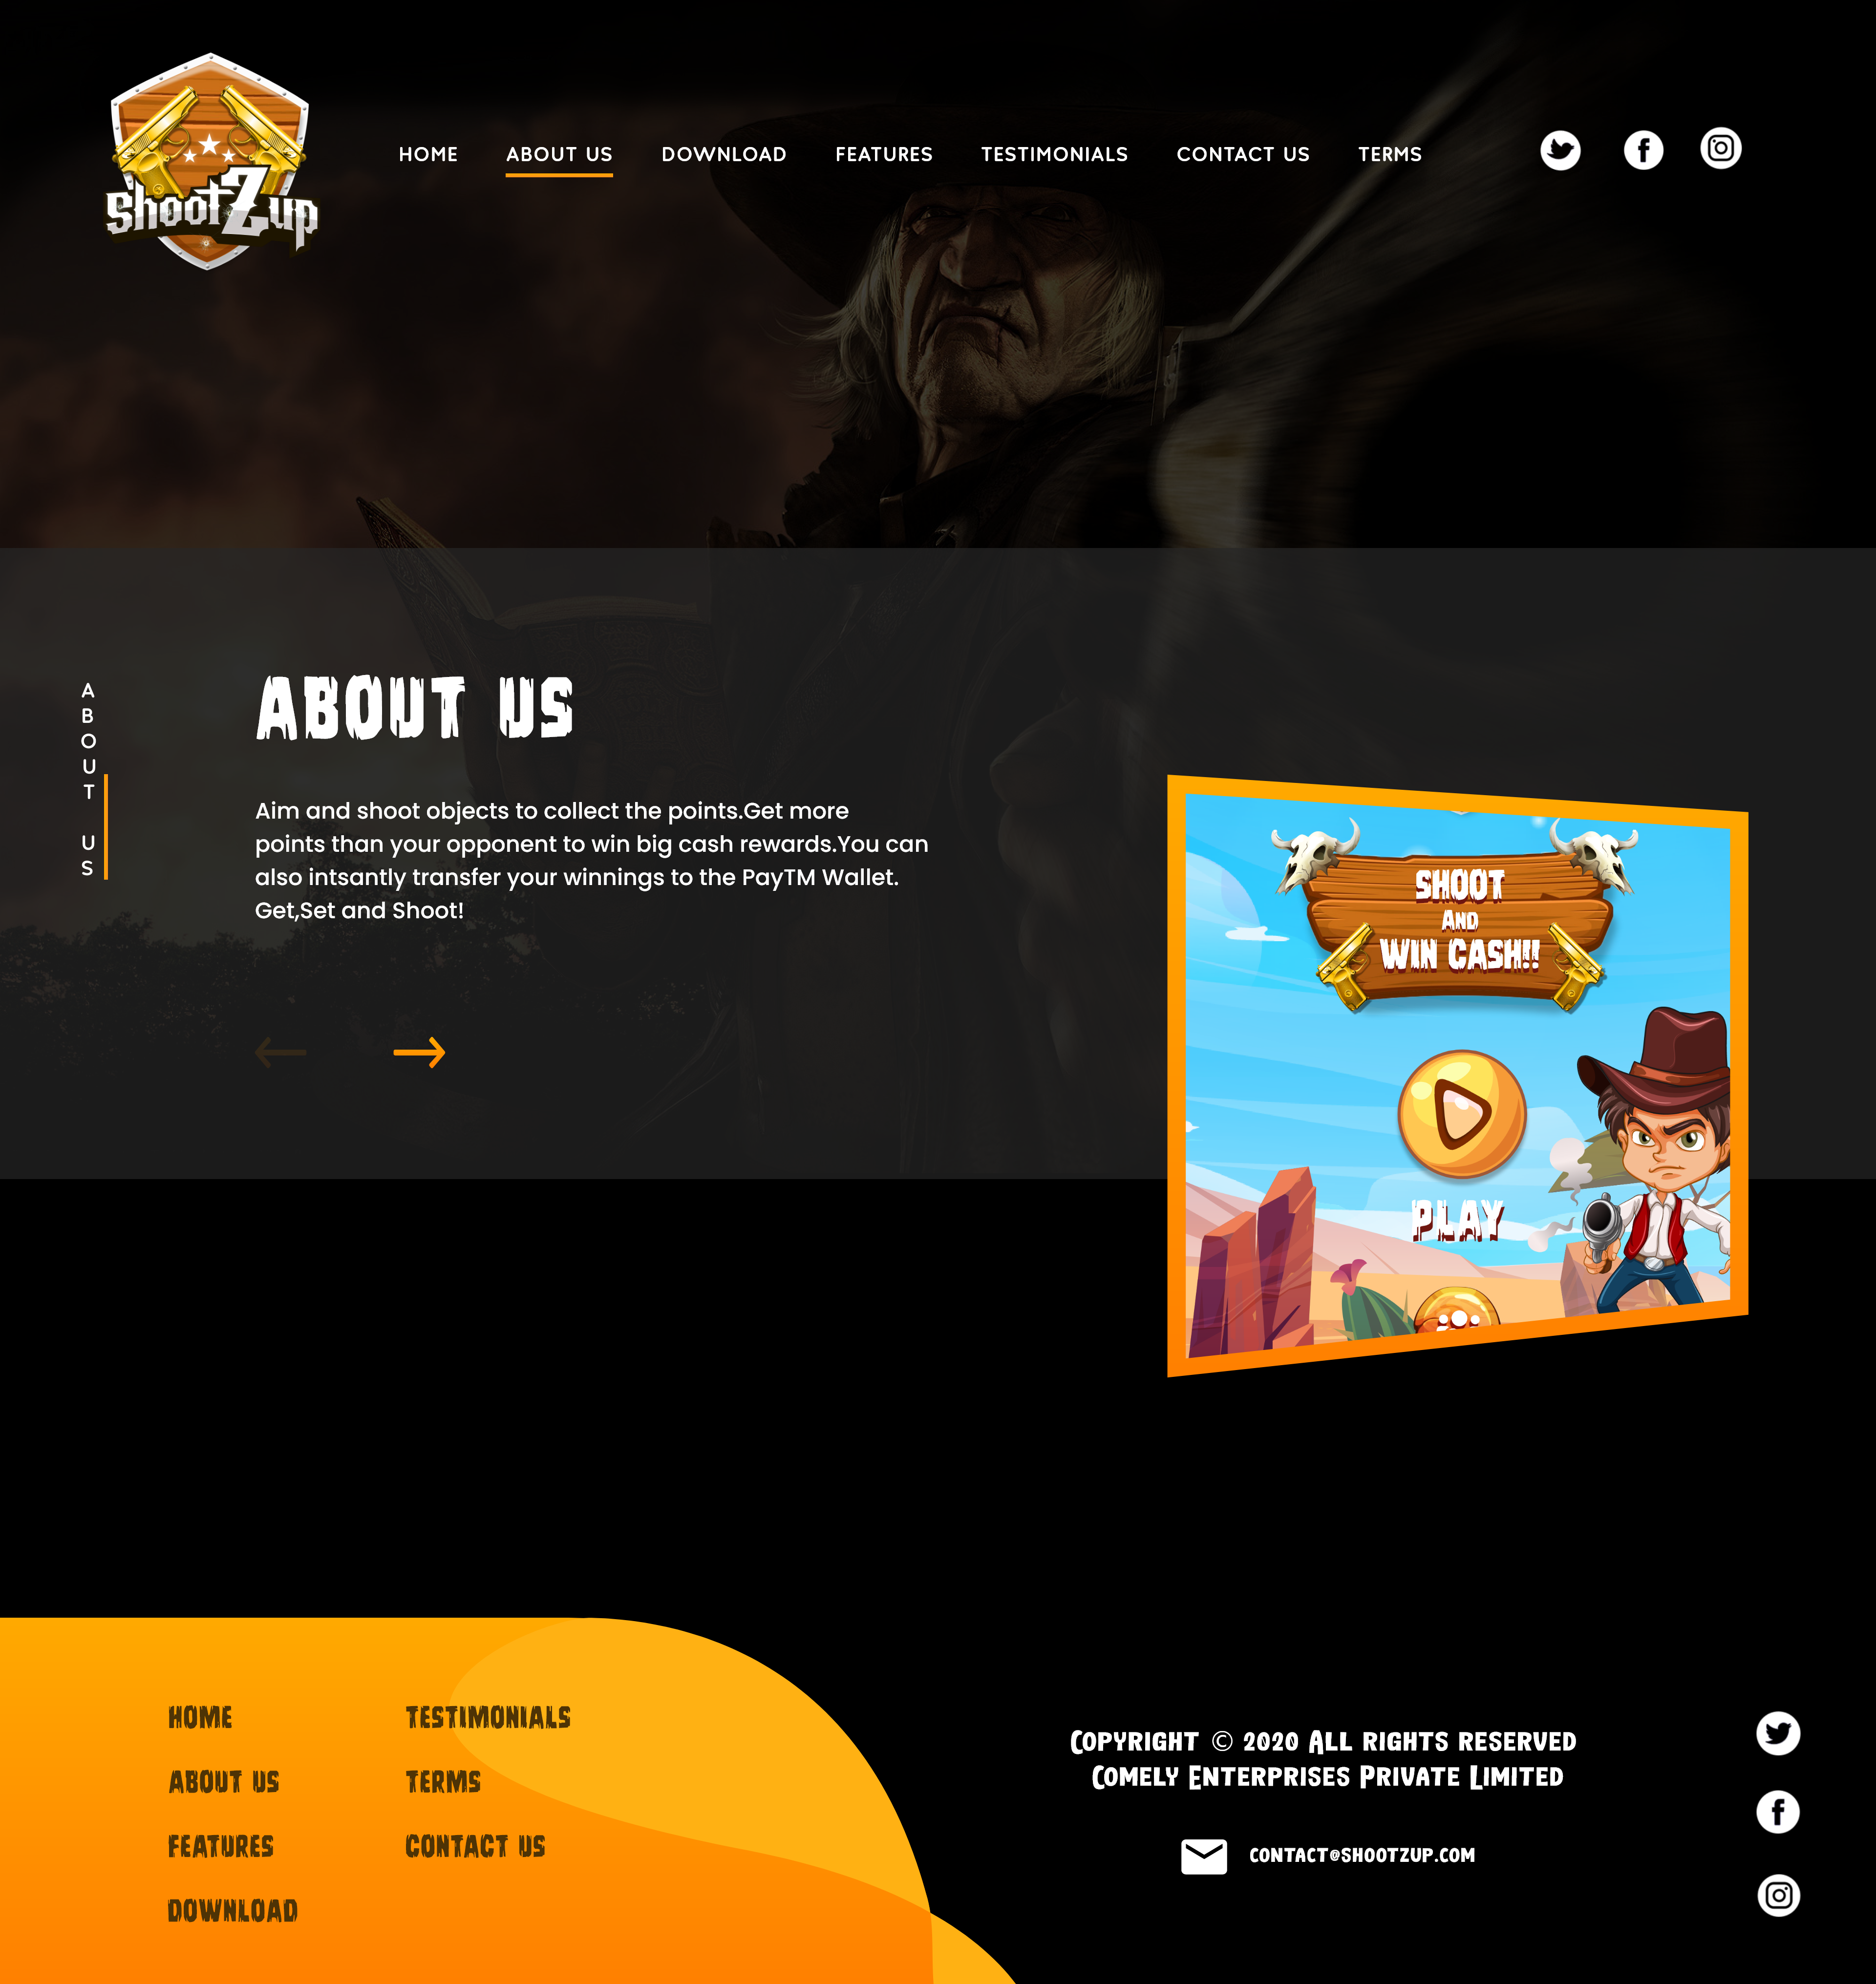 ShootZup
HOME ABOUT US DOWNLOAD FEATURES TESTIMONIALS CONTACT US TERMS
ABOUT US
ABOUT US
Aim and shoot objects to collect the points.Get more
points than your opponent to win big cash rewards.You can
also intsantly transfer your winnings to the PayTM Wallet.
Get,Set and Shoot!
SHOOT
AND
WIN CASH!!
PLAY
HOME TESTIMONIALS
ABOUT US TERMS
FEATURES CONTACT US
DOWNLOAD
Copyright © 2020 All rights reserved
Comely Enterprises Private Limited
contact@shootzup.com